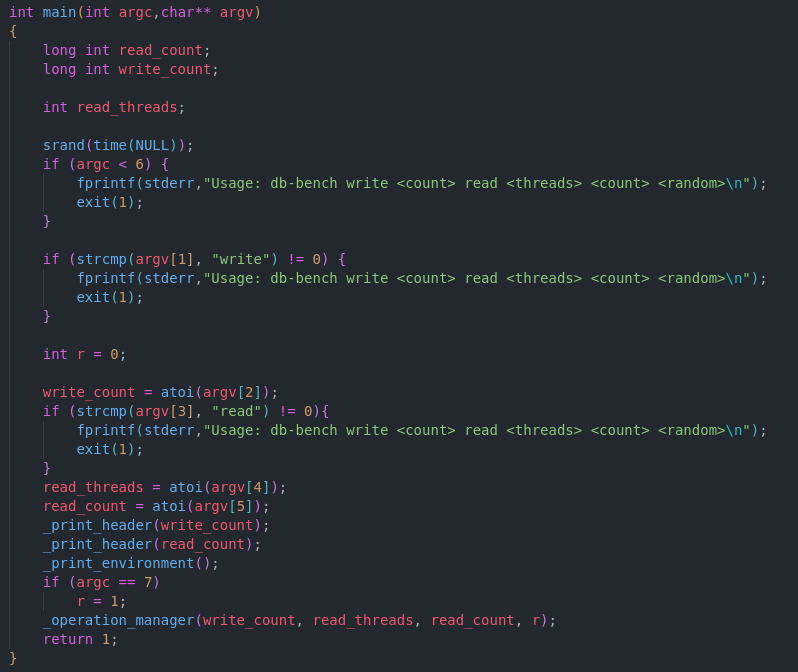 int main(int argc,char** argv)
{
    long int read_count;
    long int write_count;

    int read_threads;

    srand(time(NULL));
    if (argc < 6) {
        fprintf(stderr,"Usage: db-bench write <count> read <threads> <count> <random>\n");
        exit(1);
    }

    if (strcmp(argv[1], "write") != 0) {
        fprintf(stderr,"Usage: db-bench write <count> read <threads> <count> <random>\n");
        exit(1);
    }

    int r = 0;

    write_count = atoi(argv[2]);
    if (strcmp(argv[3], "read") != 0){
        fprintf(stderr,"Usage: db-bench write <count> read <threads> <count> <random>\n");
        exit(1);
    }
    read_threads = atoi(argv[4]);
    read_count = atoi(argv[5]);
    _print_header(write_count);
    _print_header(read_count);
    _print_environment();
    if (argc == 7)
        r = 1;
    _operation_manager(write_count, read_threads, read_count, r);
    return 1;
}